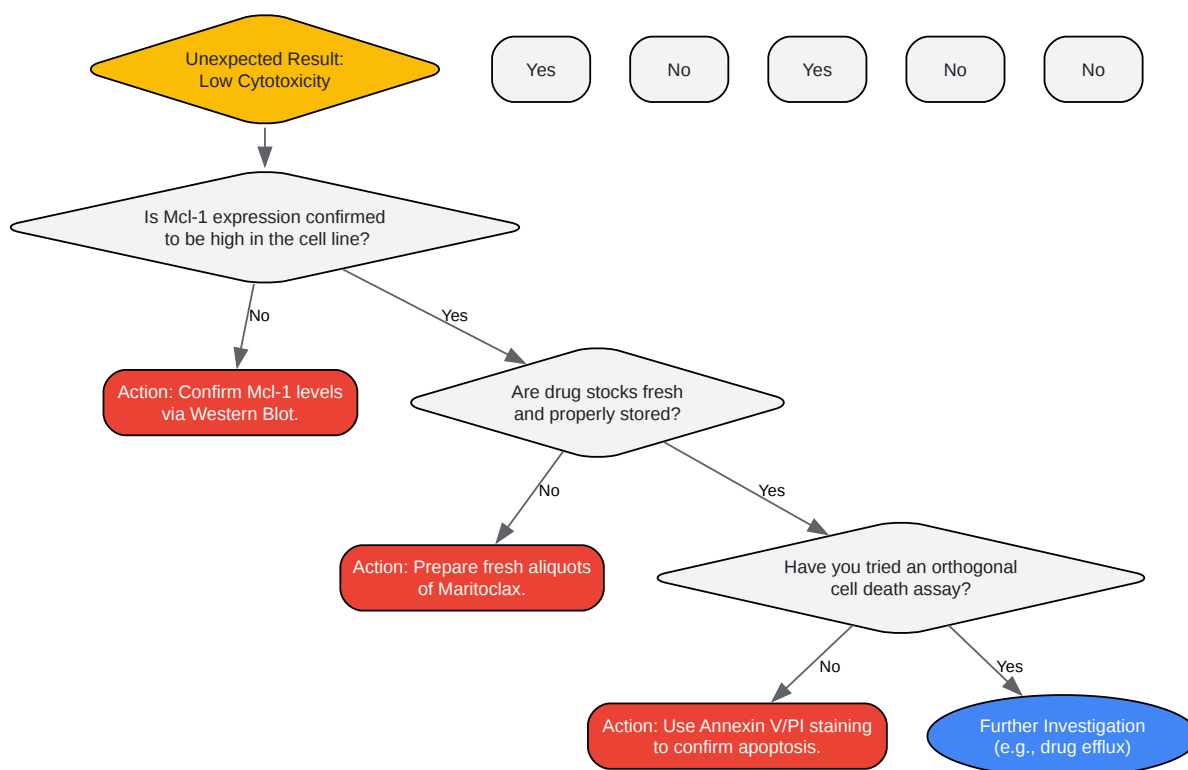 Unexpected Result:
Low Cytotoxicity
Yes
No
Yes
No
No
Is Mcl-1 expression confirmed
to be high in the cell line?
No
Yes
Action: Confirm Mcl-1 levels
via Western Blot.
Are drug stocks fresh
and properly stored?
No
Yes
Action: Prepare fresh aliquots
of Maritoclax.
Have you tried an orthogonal
cell death assay?
No
Yes
Action: Use Annexin V/PI staining
to confirm apoptosis.
Further Investigation
(e.g., drug efflux)